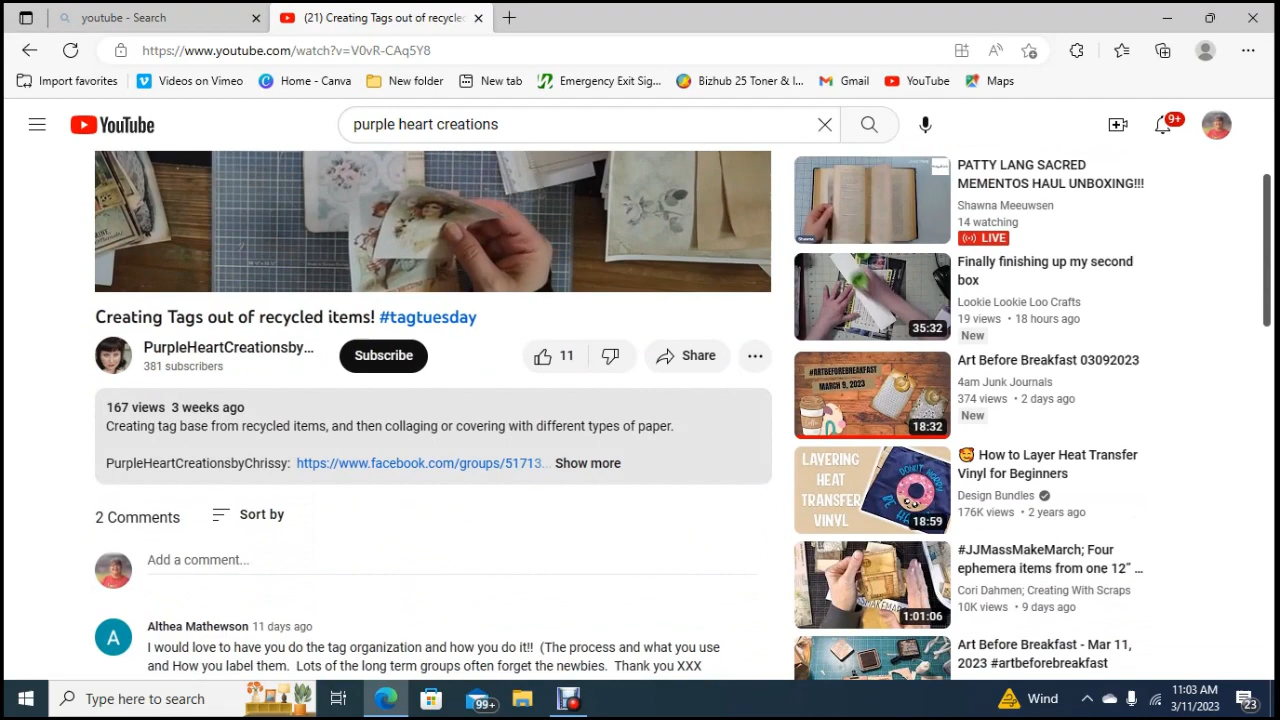 youtube - Search
(21) Creating Tags out of recycle
https://www.youtube.com/watch?v=V0vR-CAq5Y8
Import favorites
Videos on Vimeo
Home - Canva
New folder
New tab
Emergency Exit Sig...
Bizhub 25 Toner & I...
Gmail
YouTube
Maps
YouTube
purple heart creations
9+
Creating Tags out of recycled items! #tagtuesday
PurpleHeartCreationsby...
381 subscribers
Subscribe
11
Share
167 views 3 weeks ago
Creating tag base from recycled items, and then collaging or covering with different types of paper.
PurpleHeartCreationsbyChrissy: https://www.facebook.com/groups/51713... Show more
2 Comments
Sort by
Add a comment...
A
Althea Matheny 11 days ago
I would love to have you do the tag organization and how you do it!! (The process and what you use
and How you label them. Lots of the long term groups often forget the newbies. Thank you XXX
PATTY LANG SACRED
MEMENTOS HAUL UNBOXING!!!
Shawna Meeuwsen
14 watching
LIVE
35:32
Finally finishing up my second
box
Lookie Lookie Loo Crafts
19 views • 18 hours ago
New
#ARTBEFOREBREAKFAST
MARCH 9, 2023
18:32
Art Before Breakfast 03092023
4am Junk Journals
374 views • 2 days ago
New
LAYERING
HEAT
TRANSFER
VINYL
DONUT WORRY
18:59
🥰 How to Layer Heat Transfer
Vinyl for Beginners
Design Bundles
176K views • 2 years ago
1:01:06
#JJMassMakeMarch; Four
ephemera items from one 12" ...
Cori Dahmen; Creating With Scraps
10K views • 9 days ago
Art Before Breakfast - Mar 11,
2023 #artbeforebreakfast
Type here to search
99+
Wind
11:03 AM
3/11/2023
23